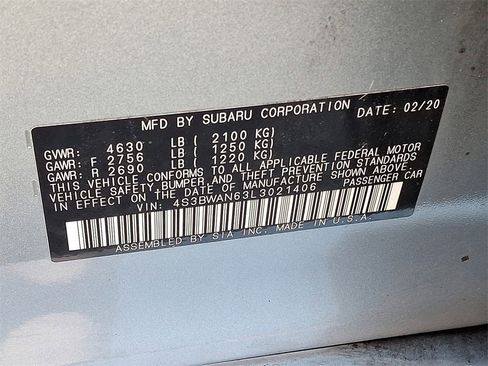 MFD BY SUBARU CORPORATION DATE: 02/20
GVWR: 4630 LB ( 2100 KG)
GAWR: F 2756 LB ( 1250 KG)
GAWR: R 2690 LB ( 1220 KG)
THIS VEHICLE CONFORMS TO ALL APPLICABLE FEDERAL MOTOR
VEHICLE SAFETY,BUMPER,AND THEFT PREVENTION STANDARDS
IN EFFECT ON THE DATE OF MANUFACTURE SHOWN ABOVE.
VIN: 4S3BWAN63L3021406 PASSENGER CAR
ASSEMBLED BY SIA INC. MADE IN U.S.A.